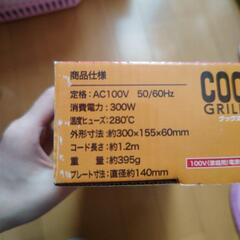 商品仕様
定格：AC100V 50/60Hz
消費電力：300W
温度ヒューズ：280℃
外形寸法：約300×155×60mm
コード長さ：約1.2m
重量：約395g
プレート寸法：直径約140mm
COO
GRILL
100V(家庭用)電源